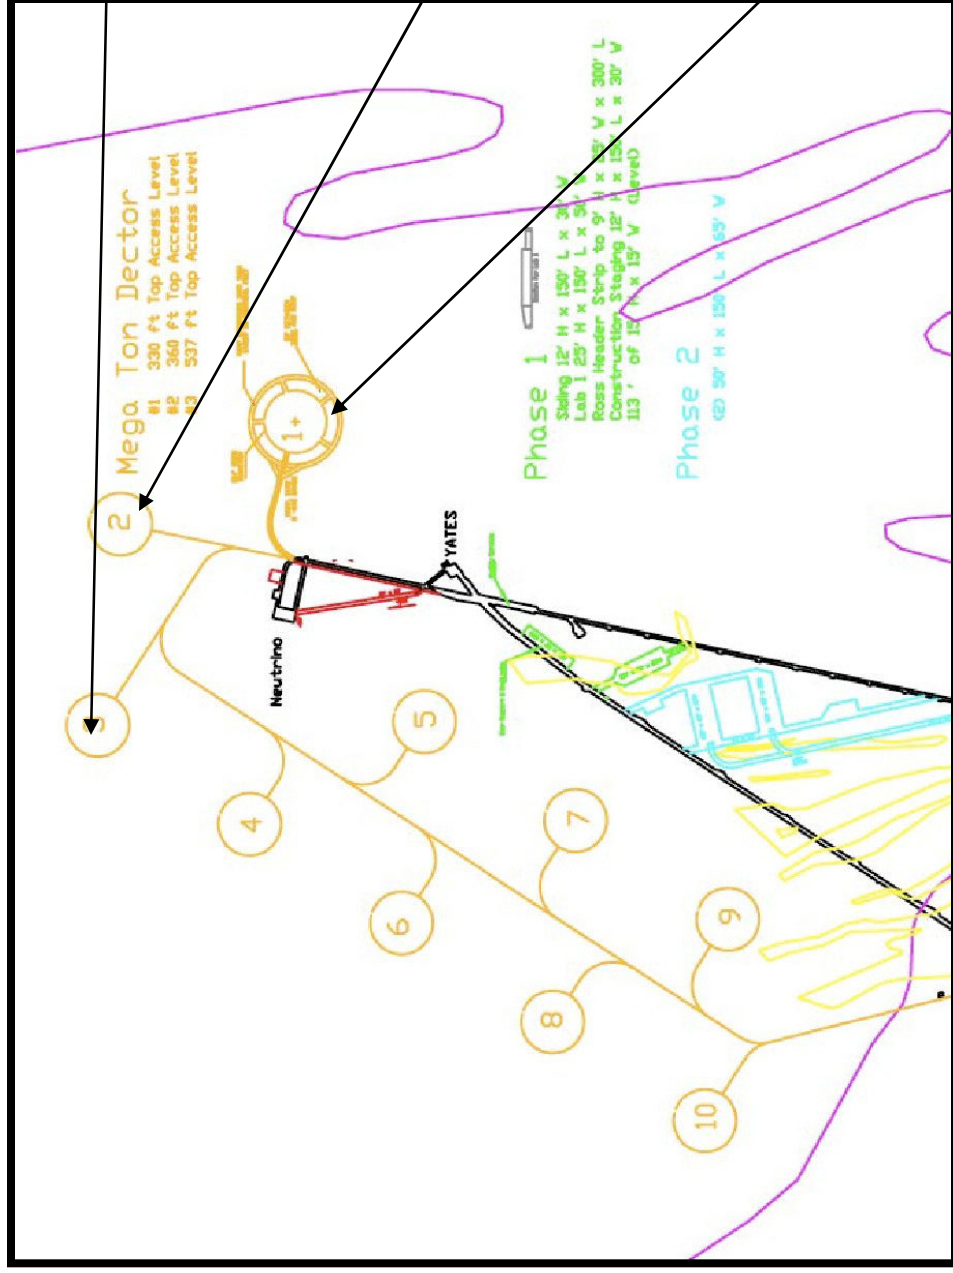 Mega Ton Dector
#1 330 ft Top Access Level
#2 360 ft Top Access Level
#3 537 ft Top Access Level
1+
2
3
4
5
6
7
8
9
10
Neutrino
YATES
Phase 1
Siding 12' H x 150' L x 30' W
Lab 1 25' H x 150' L x 50' W
Ross Header Strip to 9' H x 15' W x 300' L
Construction Staging 12' H x 150' L x 30' W
113 ' of 15' H x 15' W (Level)
Phase 2
(2) 50' H x 150 L x 65' W